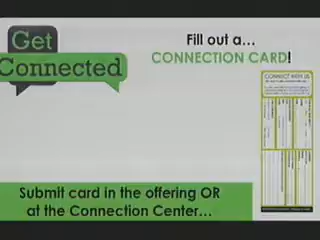 Get
Connected
Fill out a...
CONNECTION CARD!
CONNECT WITH US
Submit card in the offering OR
at the Connection Center...